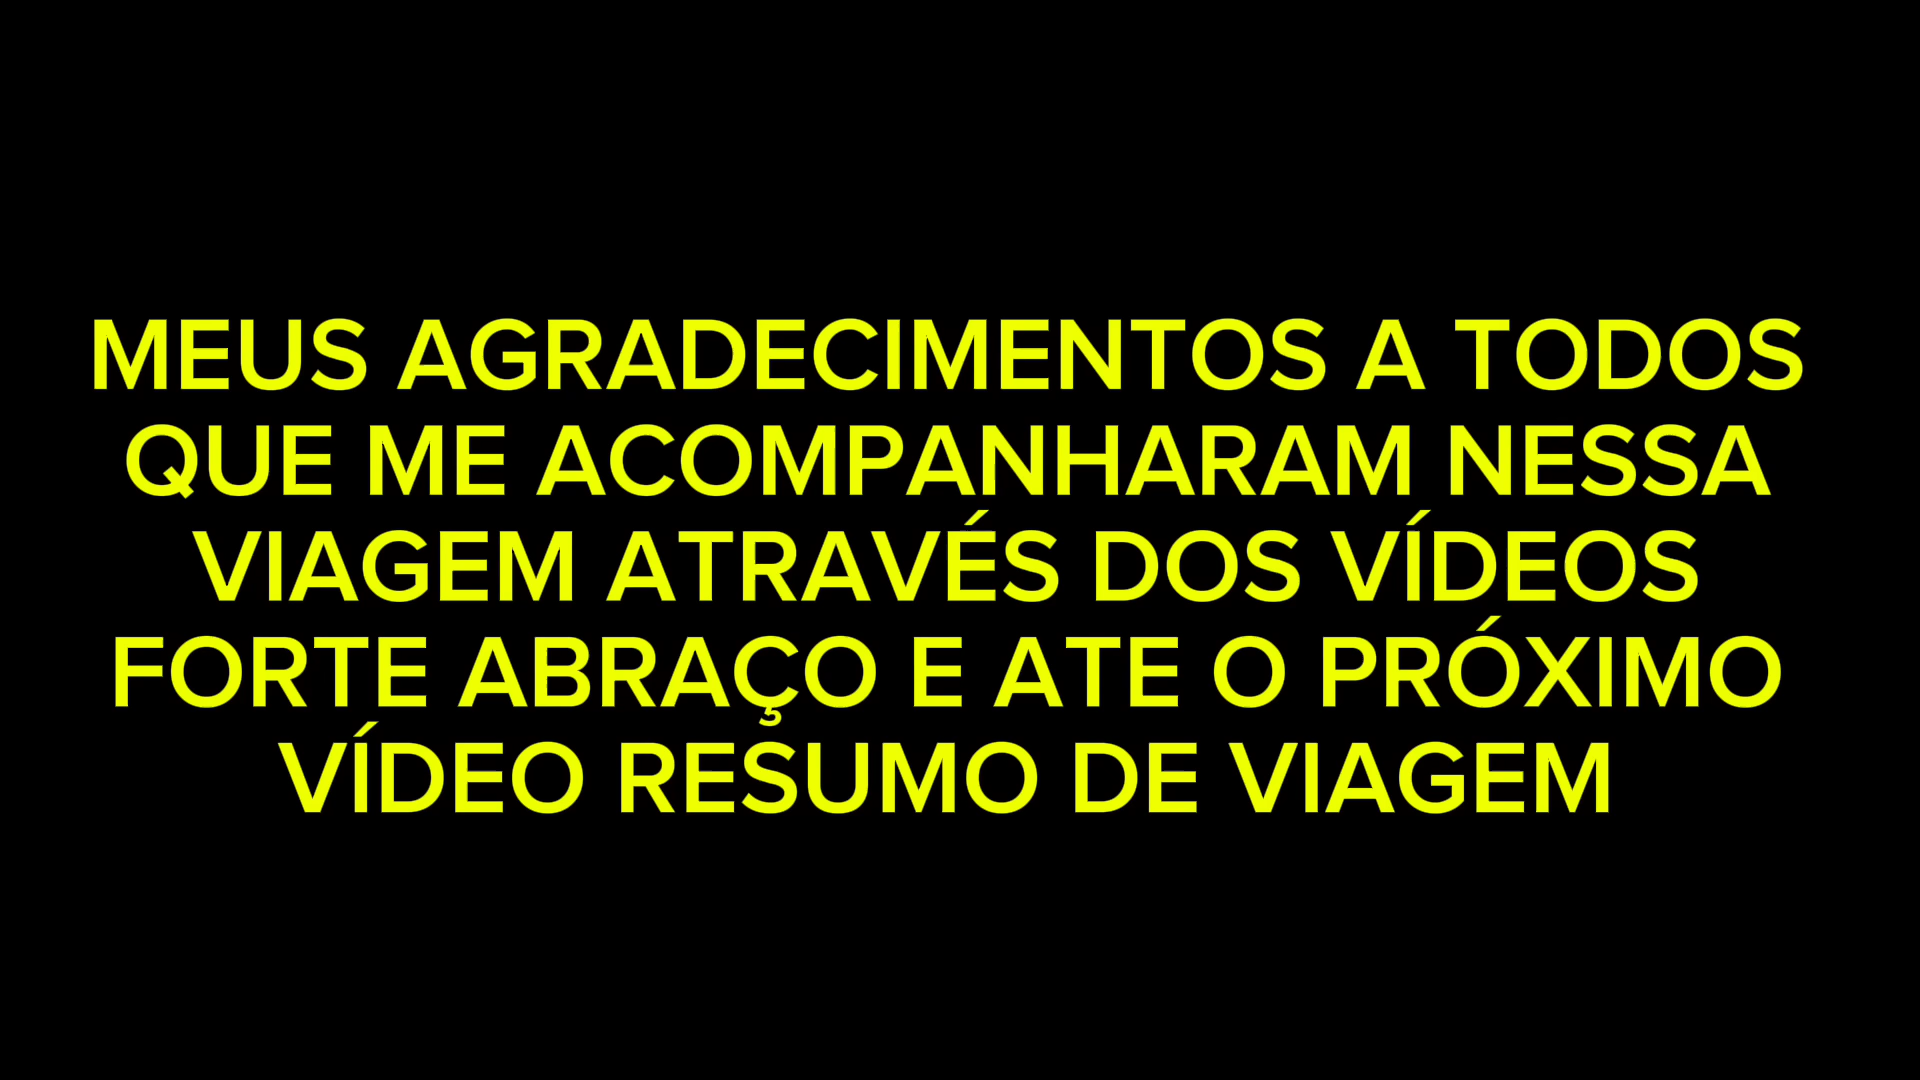 MEUS AGRADECIMENTOS A TODOS
QUE ME ACOMPANHARAM NESSA
VIAGEM ATRAVÉS DOS VÍDEOS
FORTE ABRAÇO E ATE O PRÓXIMO
VÍDEO RESUMO DE VIAGEM